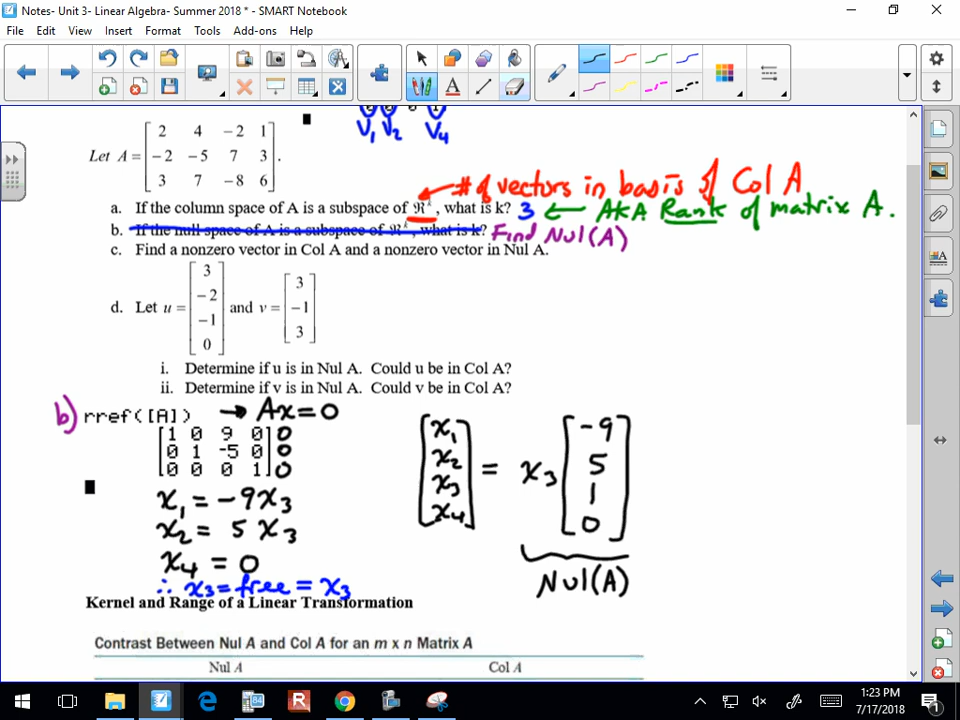 Notes- Unit 3- Linear Algebra- Summer 2018 * - SMART Notebook
File Edit View Insert Format Tools Add-ons Help
V1 V2 V4
Let A = [ 2 4 −2 1
−2 −5 7 3
3 7 −8 6 ].
# of vectors in basis of Col A
a. If the column space of A is a subspace of ℜ^k, what is k? 3 ← AKA Rank of matrix A.
b. If the null space of A is a subspace of ℜ^k, what is k? Find Nul(A)
c. Find a nonzero vector in Col A and a nonzero vector in Nul A.
d. Let u = [ 3 −2 −1 0 ] and v = [ 3 −1 3 ]
i. Determine if u is in Nul A. Could u be in Col A?
ii. Determine if v is in Nul A. Could v be in Col A?
b) rref([A]) → Ax=0
[1 0 9 0] 0
[0 1 -5 0] 0
[0 0 0 1] 0
x1 = -9x3
x2 = 5 x3
x4 = 0
∴ x3 = free = x3
[ x1 x2 x3 x4 ] = x3 [ -9 5 1 0 ]
Nul(A)
Kernel and Range of a Linear Transformation
Contrast Between Nul A and Col A for an m x n Matrix A
Nul A Col A
1:23 PM
7/17/2018